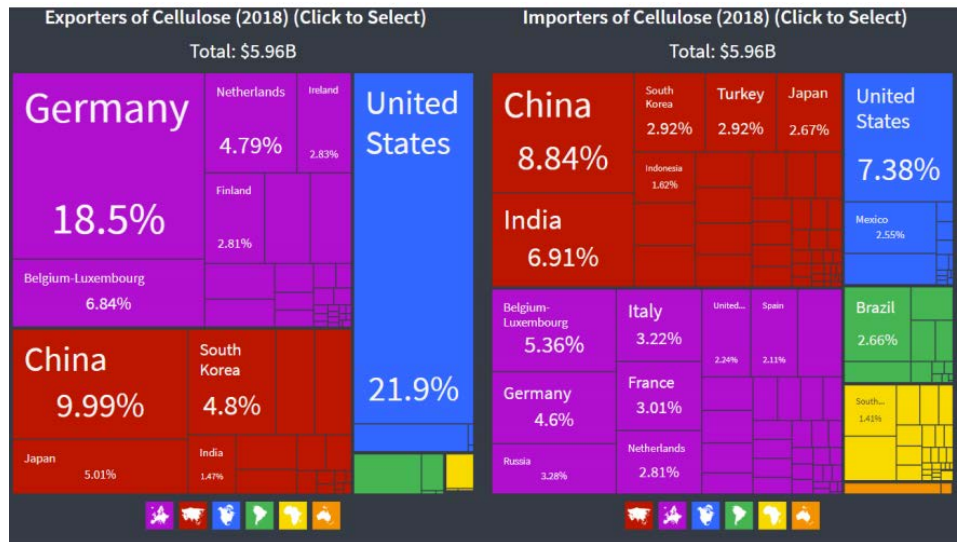 Exporters of Cellulose (2018) (Click to Select)
Total: $5.96B
Germany
18.5%
Netherlands
4.79%
Ireland
2.83%
Finland
2.81%
Belgium-Luxembourg
6.84%
United
States
21.9%
China
9.99%
South
Korea
4.8%
Japan
5.01%
India
1.47%
Importers of Cellulose (2018) (Click to Select)
Total: $5.96B
China
8.84%
South
Korea
2.92%
Turkey
2.92%
Japan
2.67%
Indonesia
1.62%
India
6.91%
United
States
7.38%
Mexico
2.55%
Belgium-
Luxembourg
5.36%
Italy
3.22%
United...
2.24%
Spain
2.11%
Germany
4.6%
France
3.01%
Russia
3.28%
Netherlands
2.81%
Brazil
2.66%
South...
1.41%